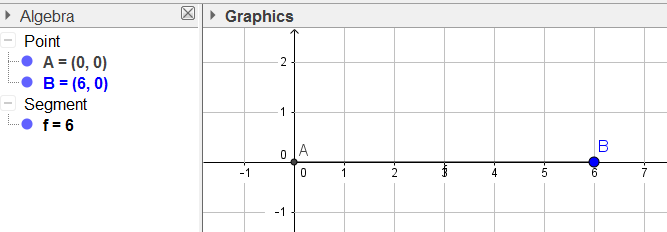 Algebra
Point
A = (0, 0)
B = (6, 0)
Segment
f = 6
Graphics
2
1
0
A
B
-1
0
1
2
3
4
5
6
7
-1